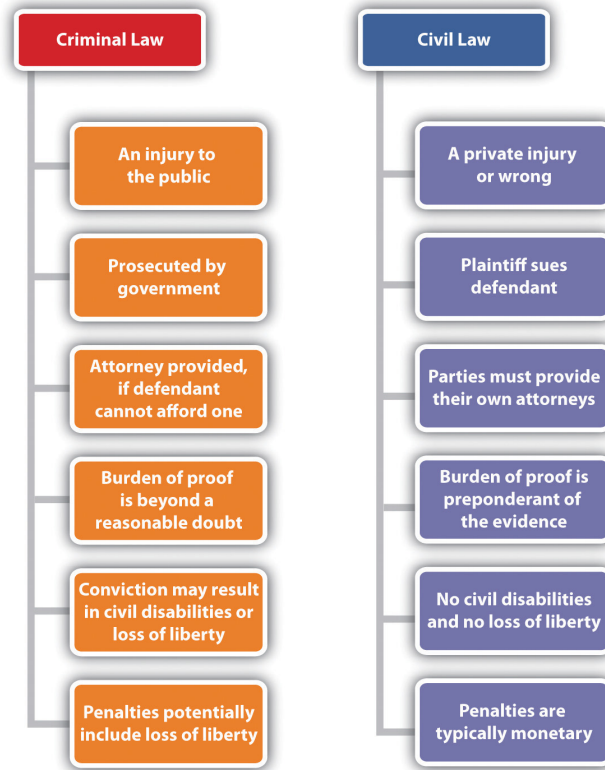 Criminal Law
An injury to
the public
Prosecuted by
government
Attorney provided,
if defendant
cannot afford one
Burden of proof
is beyond a
reasonable doubt
Conviction may result
in civil disabilities or
loss of liberty
Penalties potentially
include loss of liberty
Civil Law
A private injury
or wrong
Plaintiff sues
defendant
Parties must provide
their own attorneys
Burden of proof is
preponderant of
the evidence
No civil disabilities
and no loss of liberty
Penalties are
typically monetary